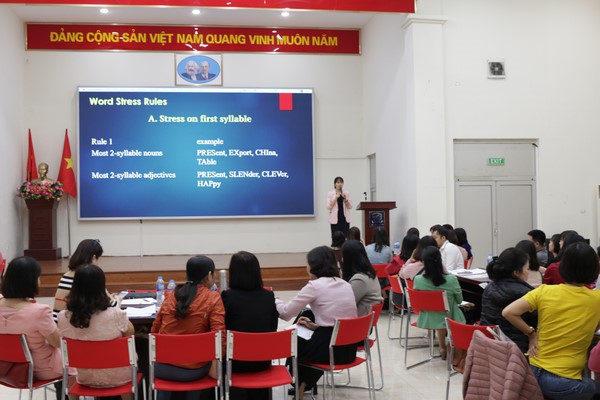 ĐẢNG CỘNG SẢN VIỆT NAM QUANG VINH MUÔN NĂM
Word Stress Rules
A. Stress on first syllable
Rule 1 example
Most 2-syllable nouns PRESent, EXport, CHIna,
TAble
Most 2-syllable adjectives PRESent, SLENder, CLEVer,
HAPpy
EXIT